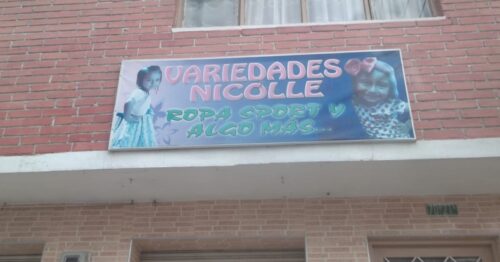 VARIEDADES
NICOLLE
ROPA SPORT Y
ALGO MAS...